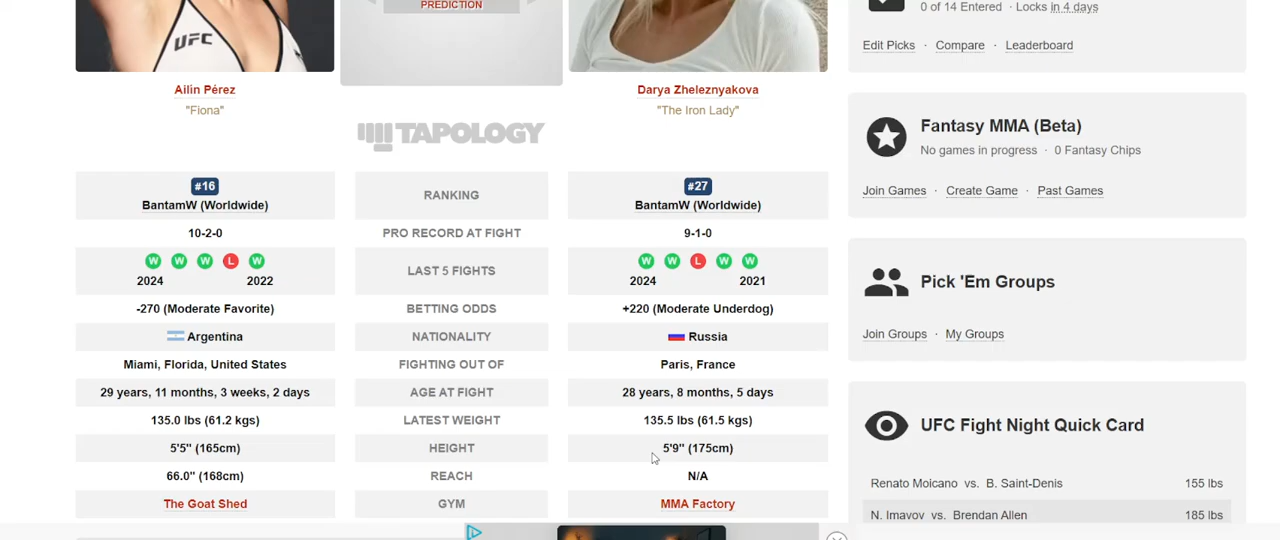 UFC
PREDICTION
Ailín Pérez
"Fiona"
Darya Zheleznyakova
"The Iron Lady"
TAPOLOGY
#16
BantamW (Worldwide)
RANKING
#27
BantamW (Worldwide)
10-2-0
PRO RECORD AT FIGHT
9-1-0
W W W L W
2024 2022
LAST 5 FIGHTS
W W L W W
2024 2021
-270 (Moderate Favorite)
BETTING ODDS
+220 (Moderate Underdog)
Argentina
NATIONALITY
Russia
Miami, Florida, United States
FIGHTING OUT OF
Paris, France
29 years, 11 months, 3 weeks, 2 days
AGE AT FIGHT
28 years, 8 months, 5 days
135.0 lbs (61.2 kgs)
LATEST WEIGHT
135.5 lbs (61.5 kgs)
5'5" (165cm)
HEIGHT
5'9" (175cm)
66.0" (168cm)
REACH
N/A
The Goat Shed
GYM
MMA Factory
0 of 14 Entered · Locks in 4 days
Edit Picks · Compare · Leaderboard
Fantasy MMA (Beta)
No games in progress · 0 Fantasy Chips
Join Games · Create Game · Past Games
Pick 'Em Groups
Join Groups · My Groups
UFC Fight Night Quick Card
Renato Moicano vs. B. Saint-Denis 155 lbs
N. Imavov vs. Brendan Allen 185 lbs